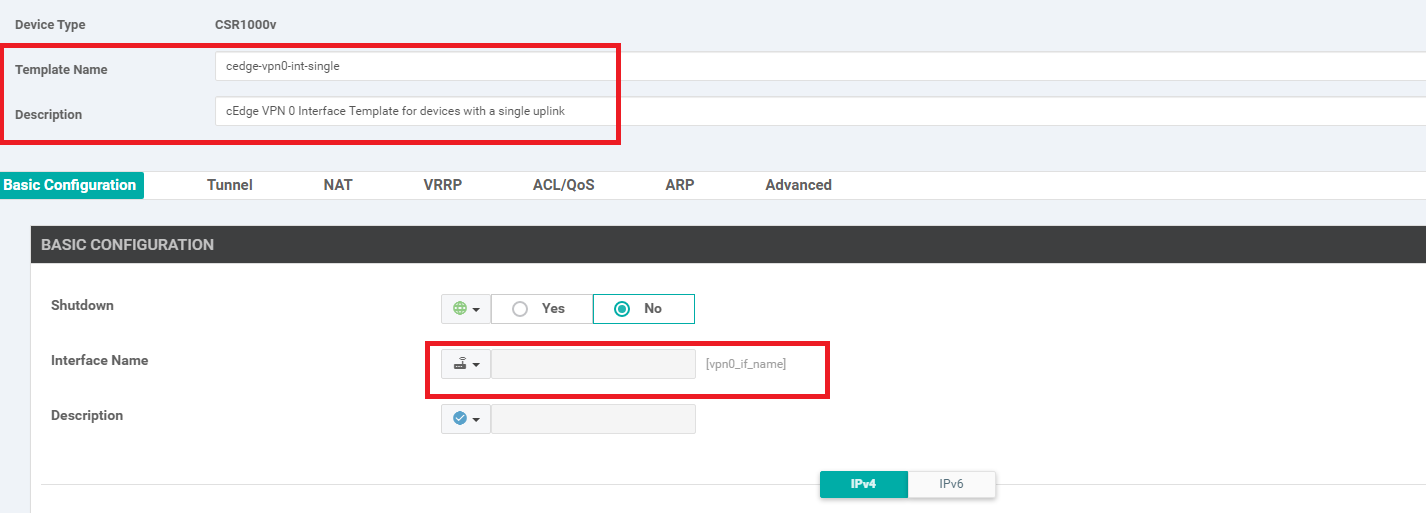 Device Type CSR1000v
Template Name cedge-vpn0-int-single
Description cEdge VPN 0 Interface Template for devices with a single uplink
Basic Configuration Tunnel NAT VRRP ACL/QoS ARP Advanced
BASIC CONFIGURATION
Shutdown Yes No
Interface Name [vpn0_if_name]
Description
IPv4 IPv6